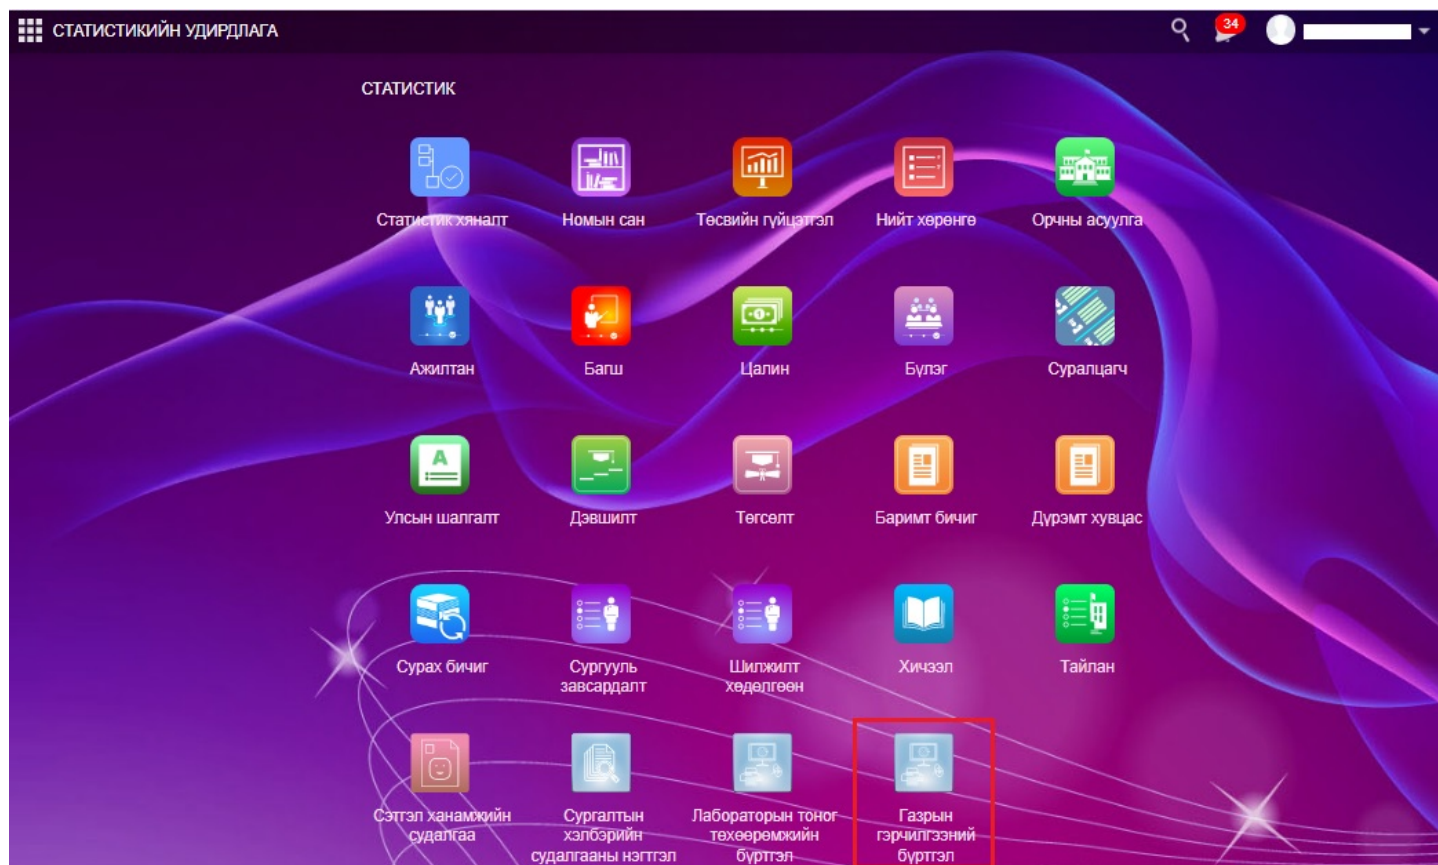 СТАТИСТИКИЙН УДИРДЛАГА
34
СТАТИСТИК
Статистик хяналт
Номын сан
Төсвийн гүйцэтгэл
Нийт хөрөнгө
Орчны асуулга
Ажилтан
Багш
Цалин
Бүлэг
Суралцагч
Улсын шалгалт
Дэвшилт
Төгсөлт
Баримт бичиг
Дүрэмт хувцас
Сурах бичиг
Сургууль
завсардалт
Шилжилт
хөдөлгөөн
Хичээл
Тайлан
Сэтгэл ханамжийн
судалгаа
Сургалтын
хэлбэрийн
судалгааны нэгтгэл
Лабораторын тоног
төхөөрөмжийн
бүртгэл
Газрын
гэрчилгээний
бүртгэл